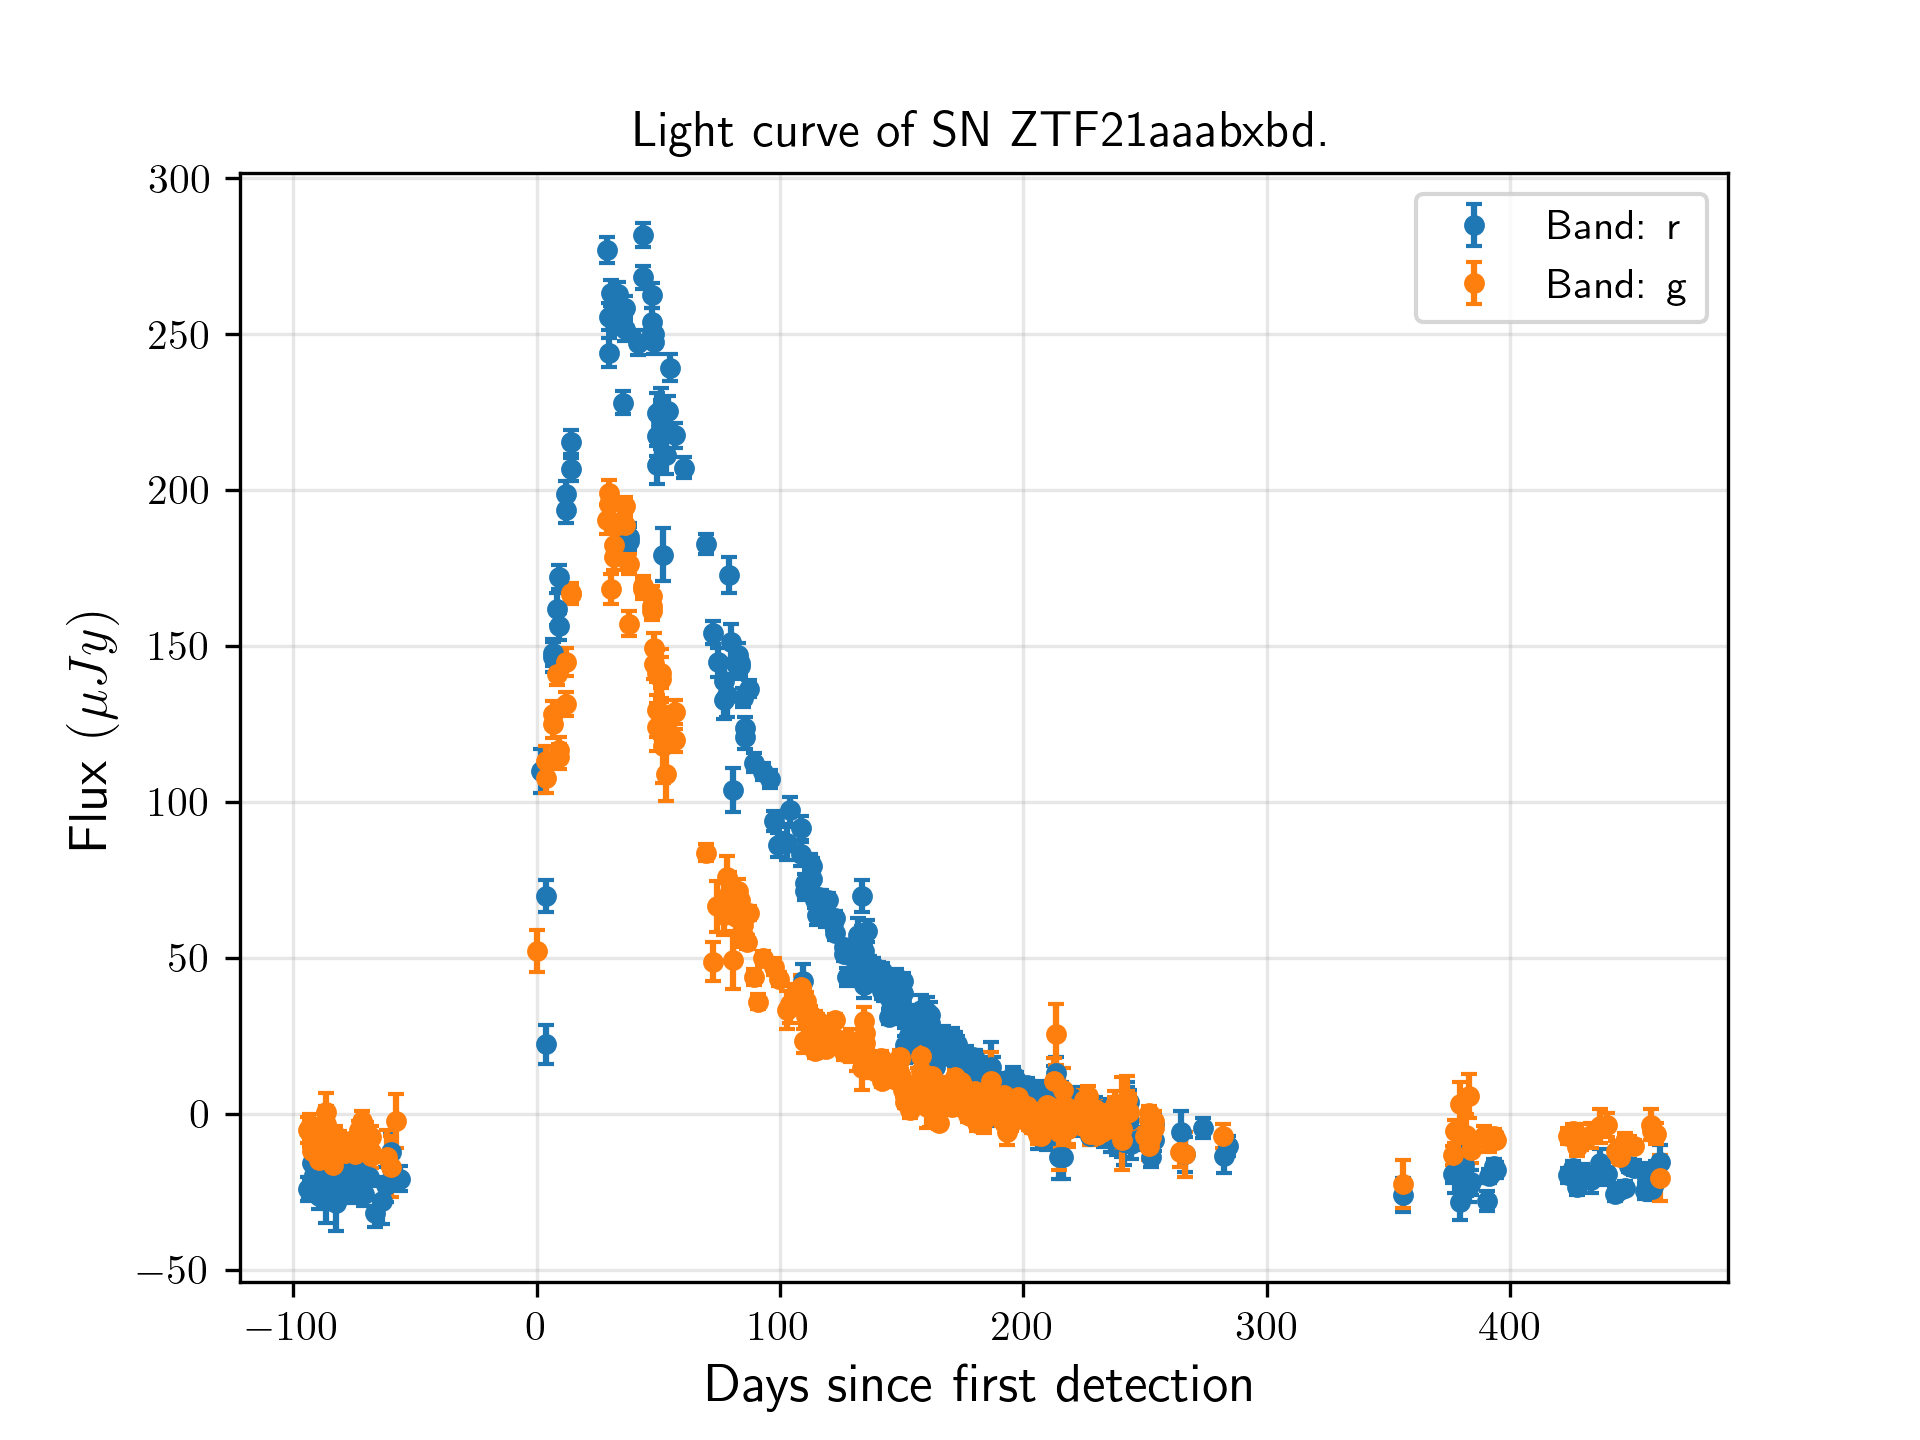 Light curve of SN ZTF21aaabxbd.
300
250
200
150
100
50
0
−50
Flux (μJy)
Band: r
Band: g
−100 0 100 200 300 400
Days since first detection